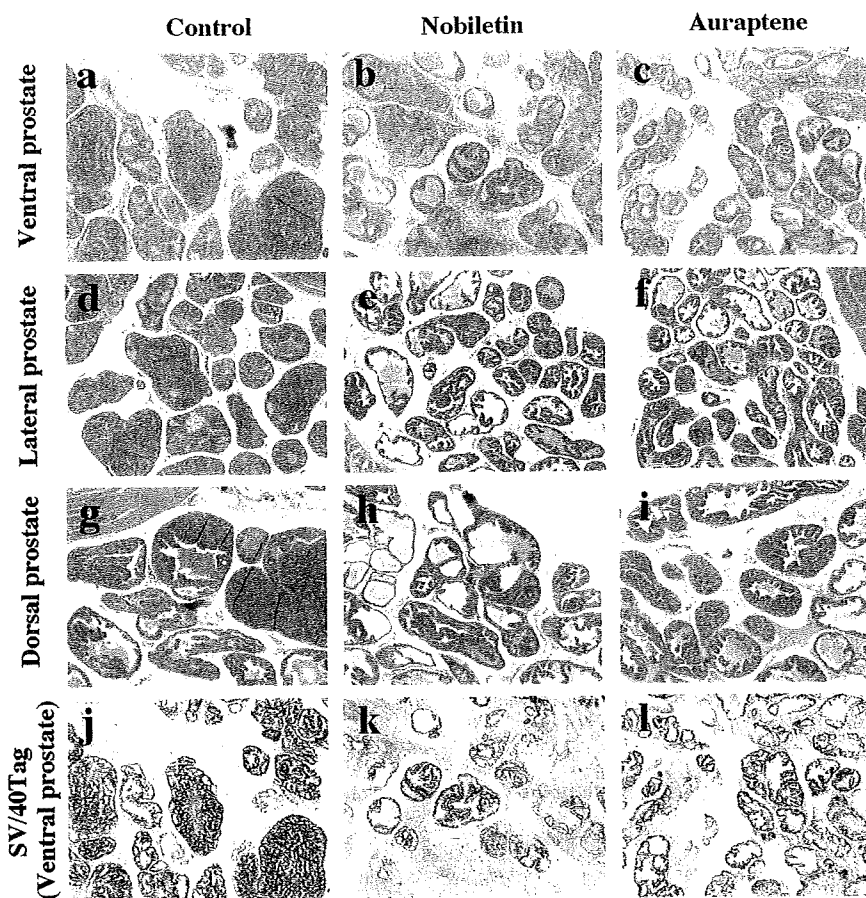 Control
Nobiletin
Auraptene
Ventral prostate
a
b
c
Lateral prostate
d
e
f
Dorsal prostate
g
h
i
SV/40Tag
(Ventral prostate)
j
k
l